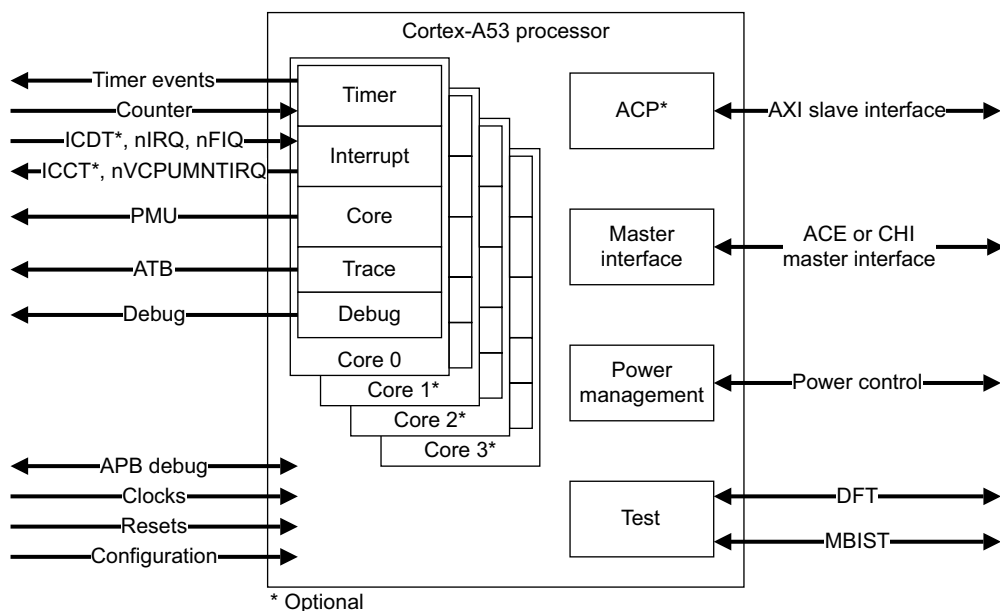 Cortex-A53 processor
Timer events
Counter
ICDT*, nIRQ, nFIQ
ICCT*, nVCPUMNTIRQ
PMU
ATB
Debug
Timer
Interrupt
Core
Trace
Debug
Core 0
Core 1*
Core 2*
Core 3*
APB debug
Clocks
Resets
Configuration
ACP*
AXI slave interface
Master
interface
ACE or CHI
master interface
Power
management
Power control
Test
DFT
MBIST
* Optional